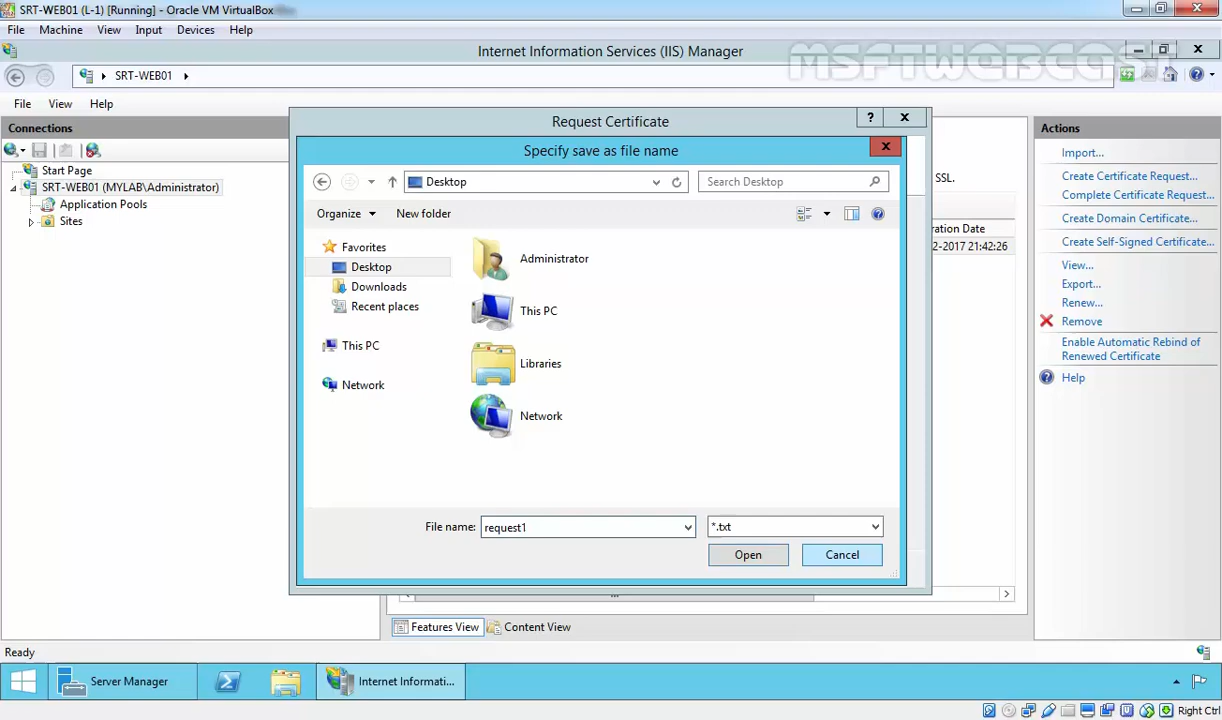 SRT-WEB01 (L-1) [Running] - Oracle VM VirtualBox
File Machine View Input Devices Help
Internet Information Services (IIS) Manager
MSFTWEBCAST
SRT-WEB01
File View Help
Connections
Start Page
SRT-WEB01 (MYLAB\Administrator)
Application Pools
Sites
Request Certificate
?
Specify save as file name
Desktop
Search Desktop
Organize New folder
Favorites
Desktop
Downloads
Recent places
This PC
Network
Administrator
This PC
Libraries
Network
File name: request1 *.txt
Open Cancel
SSL.
ration Date
2-2017 21:42:26
Actions
Import...
Create Certificate Request...
Complete Certificate Request...
Create Domain Certificate...
Create Self-Signed Certificate...
View...
Export...
Renew...
Remove
Enable Automatic Rebind of
Renewed Certificate
Help
Features View Content View
Ready
Server Manager
Internet Informati...
Right Ctrl